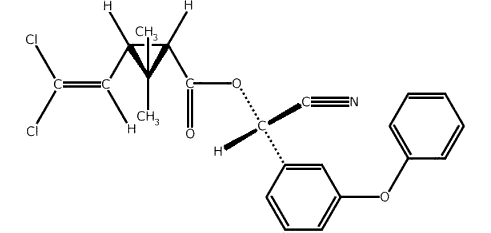 H H
CH3
Cl
C C C O C N
Cl
CH3
H O H C
O